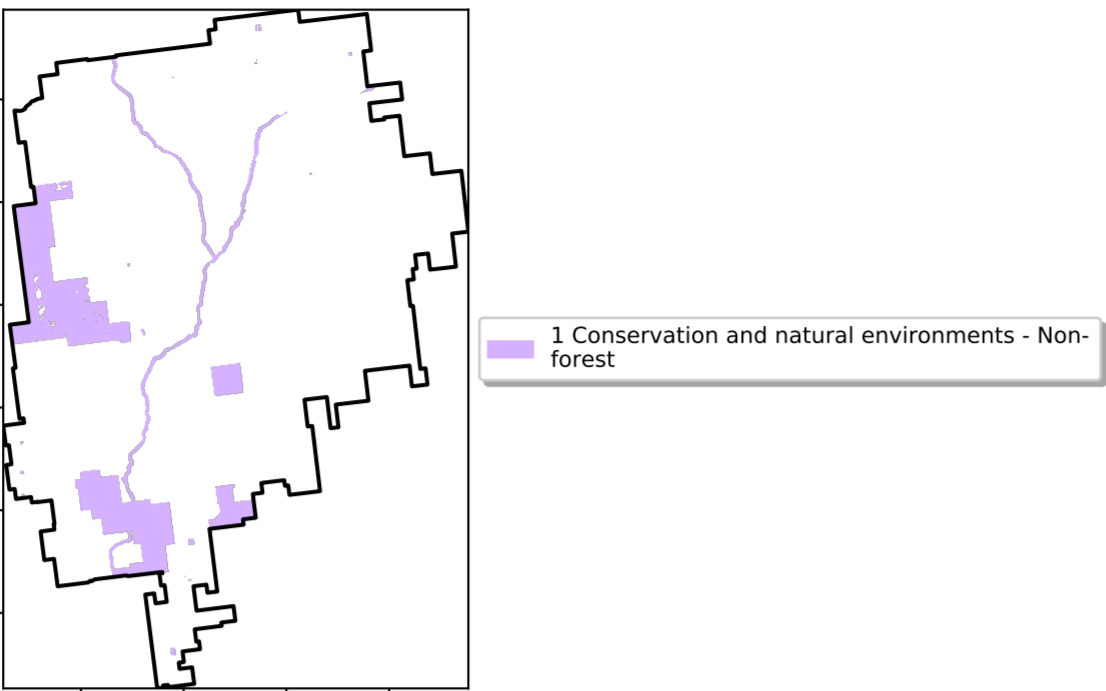 1 Conservation and natural environments - Non-
forest